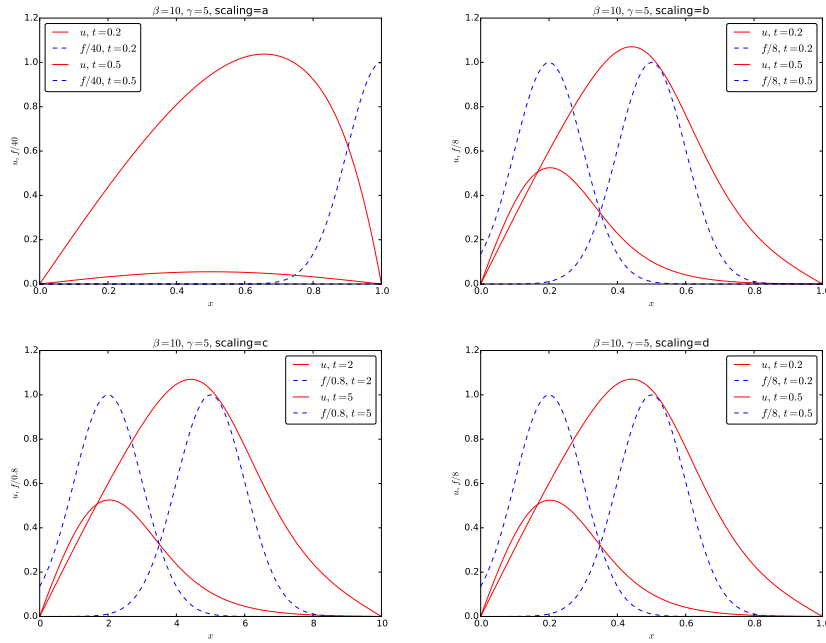 β=10, γ=5, scaling=a
u, t=0.2
f/40, t=0.2
u, t=0.5
f/40, t=0.5
1.2
1.0
0.8
0.6
0.4
0.2
0.0
u, f/40
0.0 0.2 0.4 0.6 0.8 1.0
x
β=10, γ=5, scaling=b
u, t=0.2
f/8, t=0.2
u, t=0.5
f/8, t=0.5
1.2
1.0
0.8
0.6
0.4
0.2
0.0
u, f/8
0.0 0.2 0.4 0.6 0.8 1.0
x
β=10, γ=5, scaling=c
u, t=2
f/0.8, t=2
u, t=5
f/0.8, t=5
1.2
1.0
0.8
0.6
0.4
0.2
0.0
u, f/0.8
0 2 4 6 8 10
x
β=10, γ=5, scaling=d
u, t=0.2
f/8, t=0.2
u, t=0.5
f/8, t=0.5
1.2
1.0
0.8
0.6
0.4
0.2
0.0
u, f/8
0.0 0.2 0.4 0.6 0.8 1.0
x